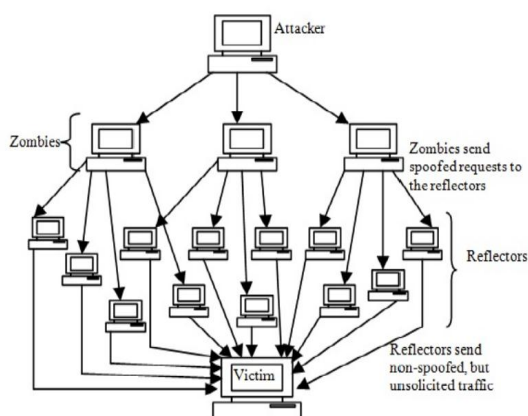 Attacker
Zombies
Zombies send
spoofed requests to
the reflectors
Reflectors
Reflectors send
non-spoofed, but
unsolicited traffic
Victim